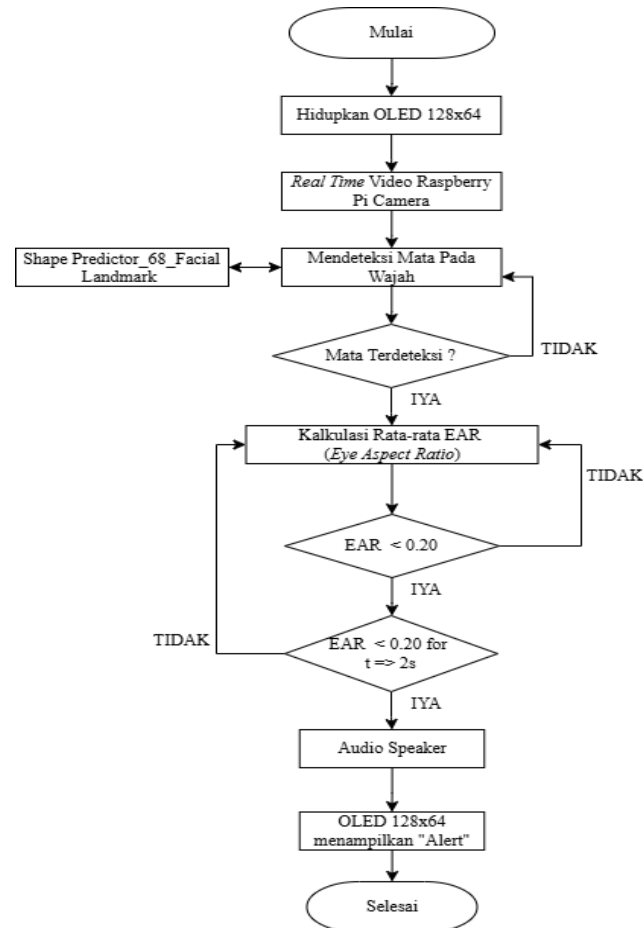 Mulai
Hidupkan OLED 128x64
Real Time Video Raspberry
Pi Camera
Shape Predictor_68_Facial
Landmark
Mendeteksi Mata Pada
Wajah
Mata Terdeteksi ?
TIDAK
IYA
Kalkulasi Rata-rata EAR
(Eye Aspect Ratio)
TIDAK
EAR < 0.20
IYA
TIDAK
EAR < 0.20 for
t => 2s
IYA
Audio Speaker
OLED 128x64
menampilkan "Alert"
Selesai